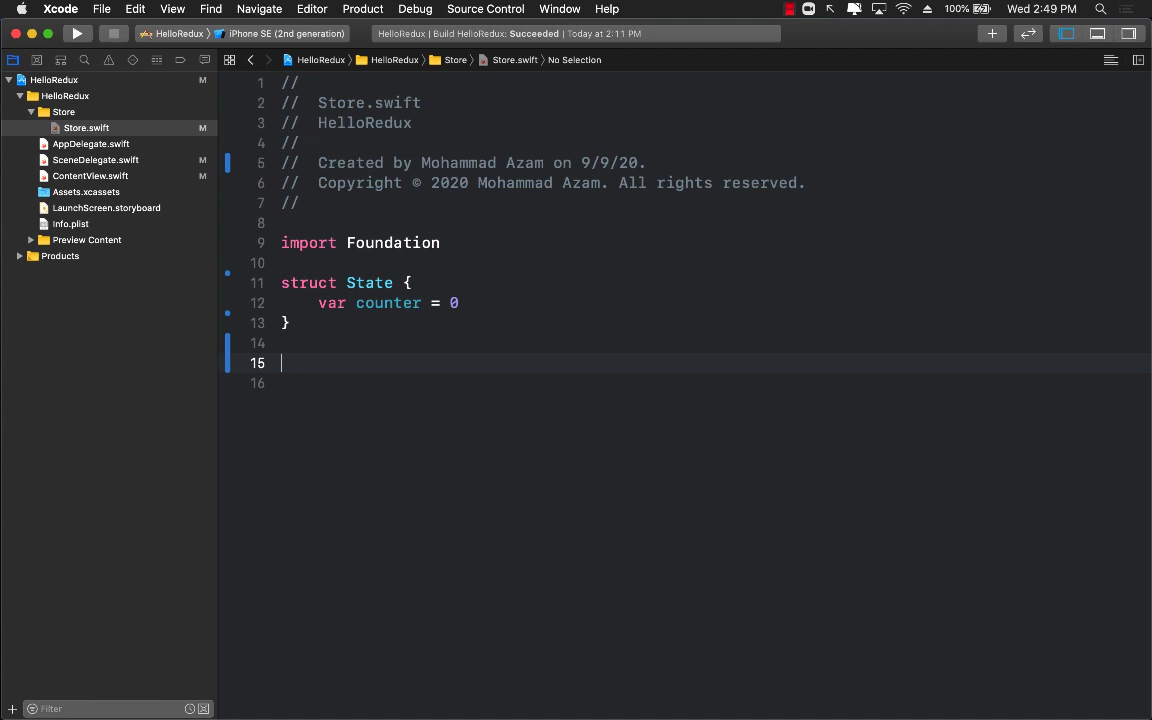 Xcode File Edit View Find Navigate Editor Product Debug Source Control Window Help 100% Wed 2:49 PM
HelloRedux iPhone SE (2nd generation) HelloRedux | Build HelloRedux: Succeeded | Today at 2:11 PM
HelloRedux HelloRedux Store Store.swift No Selection
HelloRedux M
HelloRedux
Store
Store.swift M
AppDelegate.swift
SceneDelegate.swift M
ContentView.swift M
Assets.xcassets
LaunchScreen.storyboard
Info.plist
Preview Content
Products
Filter
1 //
2 // Store.swift
3 // HelloRedux
4 //
5 // Created by Mohammad Azam on 9/9/20.
6 // Copyright © 2020 Mohammad Azam. All rights reserved.
7 //
8
9 import Foundation
10
11 struct State {
12 var counter = 0
13 }
14
15
16